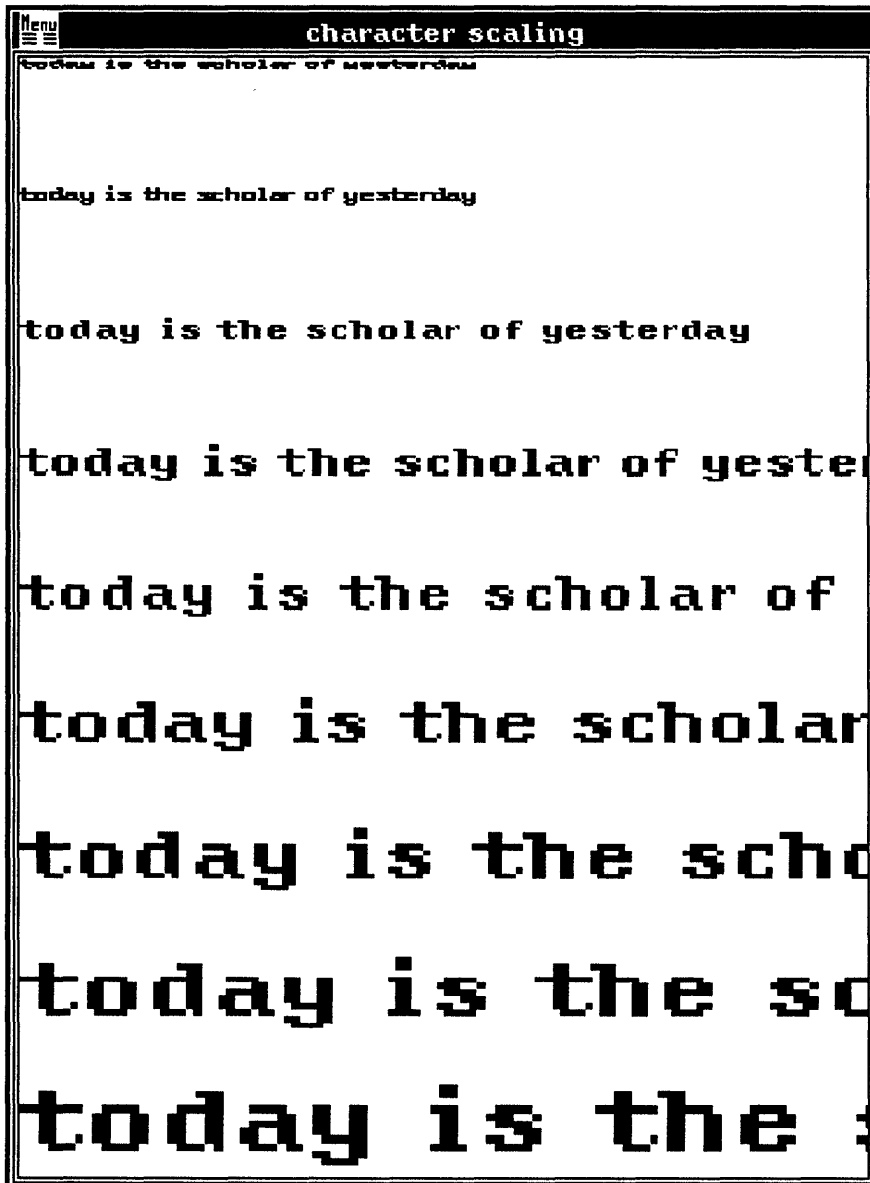 Menu
character scaling
today is the scholar of yesterday
today is the scholar of yesterday
today is the scholar of yesterday
today is the scholar of yeste
today is the scholar of
today is the scholar
today is the scho
today is the sc
today is the